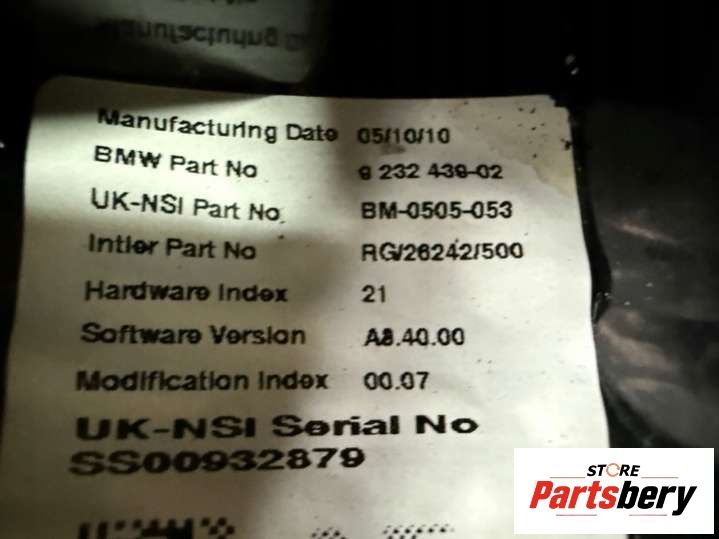 Manufacturing Date 05/10/10
BMW Part No 9 232 439-02
UK-NSI Part No BM-0505-053
Intier Part No RG/26242/500
Hardware Index 21
Software Version A8.40.00
Modification Index 00.07
UK-NSI Serial No
SS00932879
STORE
Partsbery